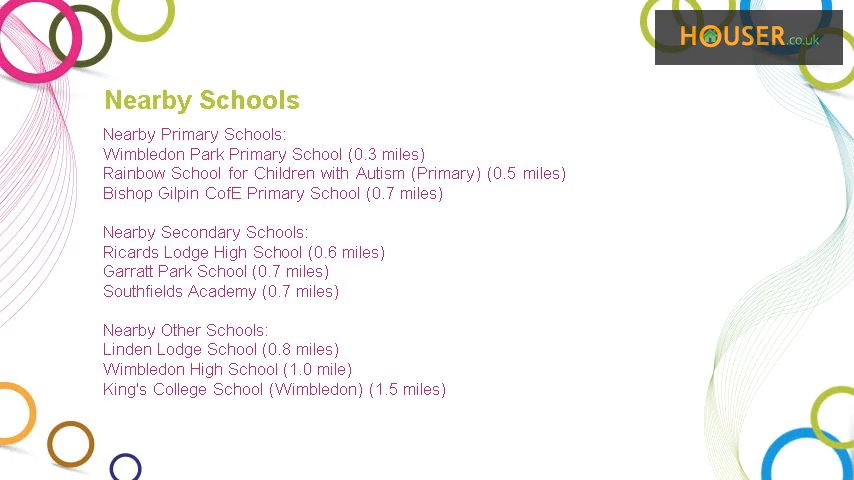 HOUSER.co.uk
Nearby Schools
Nearby Primary Schools:
Wimbledon Park Primary School (0.3 miles)
Rainbow School for Children with Autism (Primary) (0.5 miles)
Bishop Gilpin CofE Primary School (0.7 miles)
Nearby Secondary Schools:
Ricards Lodge High School (0.6 miles)
Garratt Park School (0.7 miles)
Southfields Academy (0.7 miles)
Nearby Other Schools:
Linden Lodge School (0.8 miles)
Wimbledon High School (1.0 mile)
King's College School (Wimbledon) (1.5 miles)